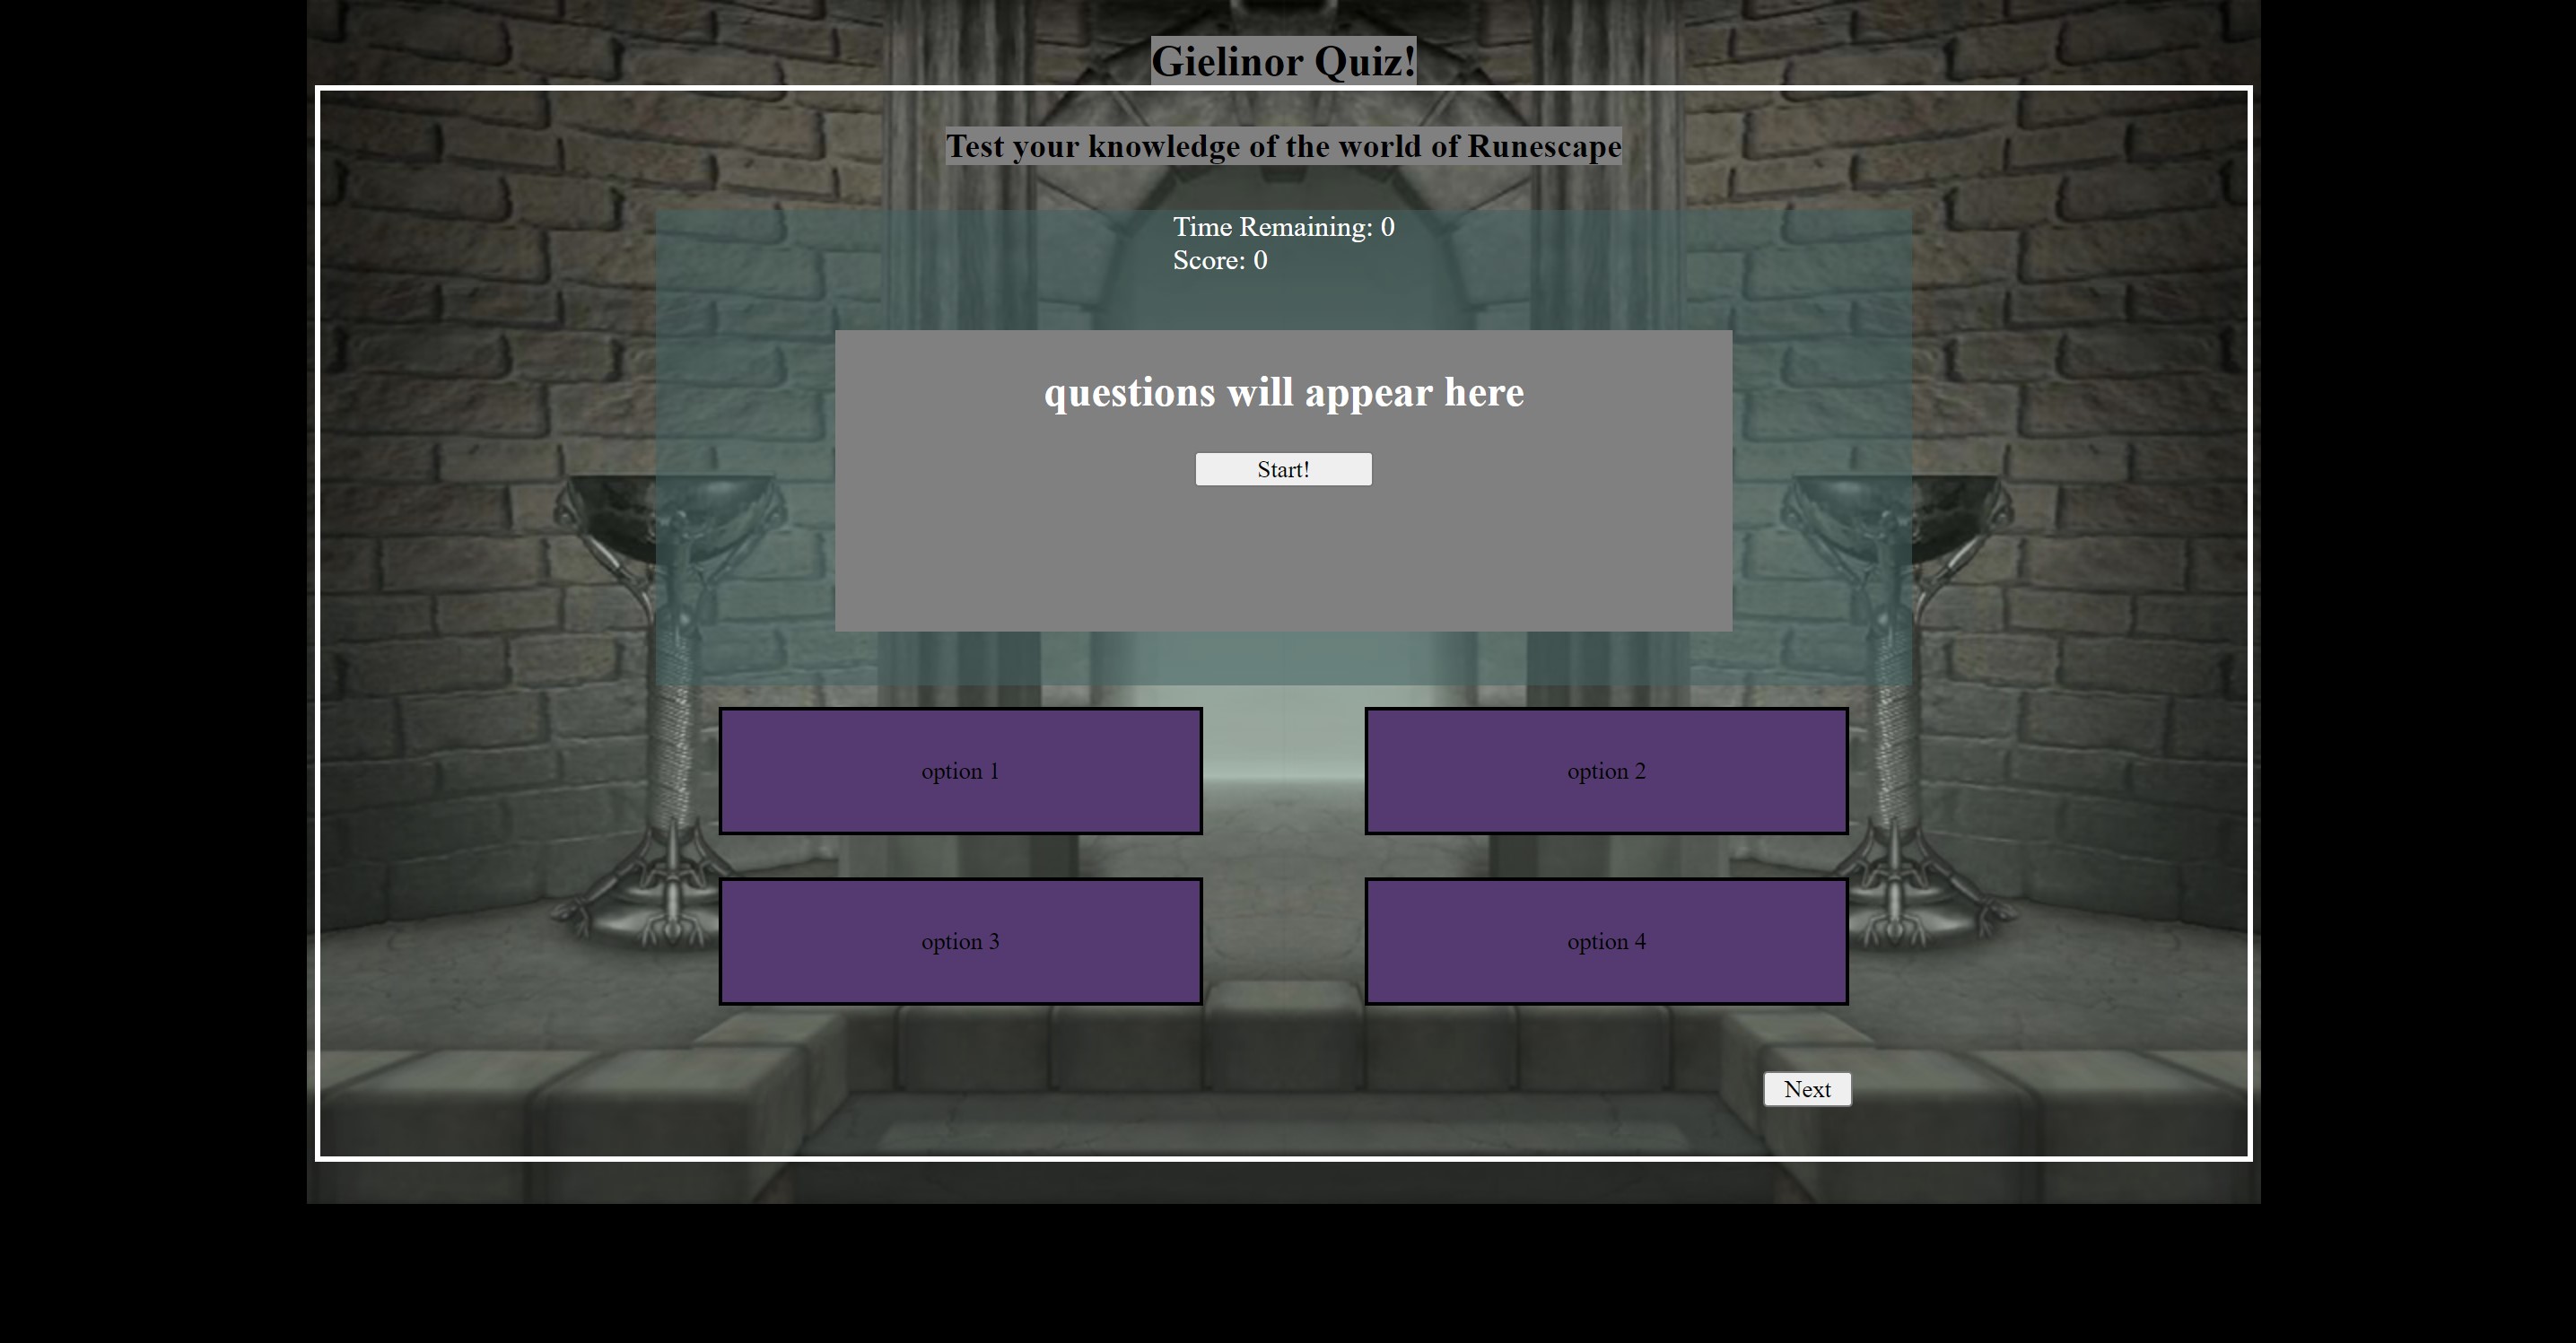 Gielinor Quiz!
Test your knowledge of the world of Runescape
Time Remaining: 0
Score: 0
questions will appear here
Start!
option 1
option 2
option 3
option 4
Next